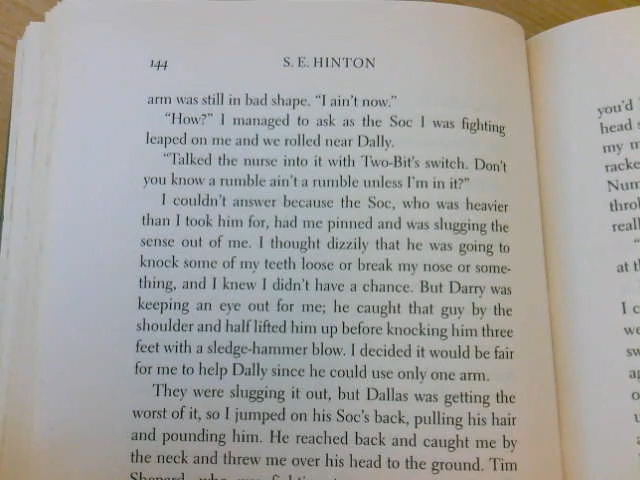 144
S. E. HINTON
arm was still in bad shape. “I ain’t now.”
“How?” I managed to ask as the Soc I was fighting
leaped on me and we rolled near Dally.
“Talked the nurse into it with Two-Bit’s switch. Don’t
you know a rumble ain’t a rumble unless I’m in it?”
I couldn’t answer because the Soc, who was heavier
than I took him for, had me pinned and was slugging the
sense out of me. I thought dizzily that he was going to
knock some of my teeth loose or break my nose or some-
thing, and I knew I didn’t have a chance. But Darry was
keeping an eye out for me; he caught that guy by the
shoulder and half lifted him up before knocking him three
feet with a sledge-hammer blow. I decided it would be fair
for me to help Dally since he could use only one arm.
They were slugging it out, but Dallas was getting the
worst of it, so I jumped on his Soc’s back, pulling his hair
and pounding him. He reached back and caught me by
the neck and threw me over his head to the ground. Tim
you’d
head
my
at